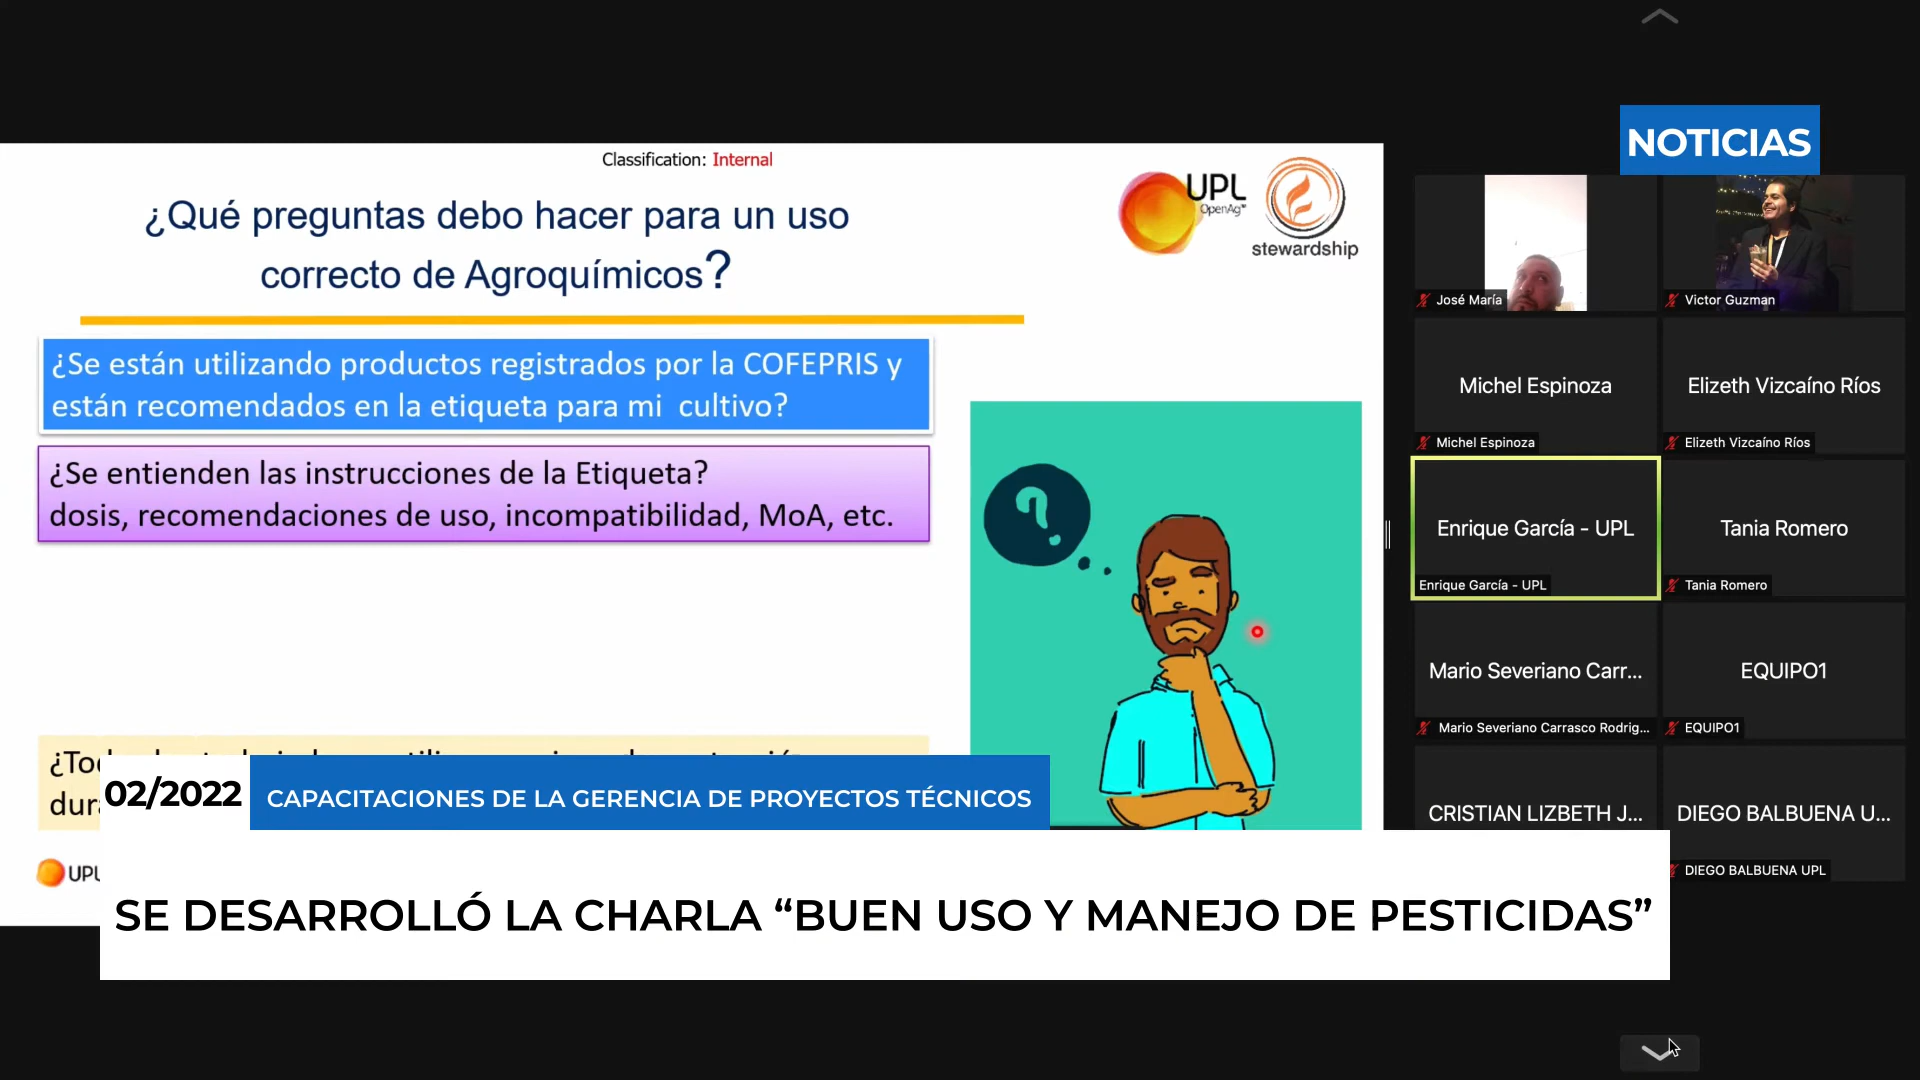 Classification: Internal
NOTICIAS
¿Qué preguntas debo hacer para un uso
correcto de Agroquímicos?
UPL
OpenAg™
stewardship
¿Se están utilizando productos registrados por la COFEPRIS y
están recomendados en la etiqueta para mi cultivo?
¿Se entienden las instrucciones de la Etiqueta?
dosis, recomendaciones de uso, incompatibilidad, MoA, etc.
?
José María
Victor Guzman
Michel Espinoza
Elizeth Vizcaíno Ríos
Michel Espinoza
Elizeth Vizcaíno Ríos
Enrique García - UPL
Tania Romero
Enrique García - UPL
Tania Romero
Mario Severiano Carr...
EQUIPO1
Mario Severiano Carrasco Rodrig...
EQUIPO1
CRISTIAN LIZBETH J...
DIEGO BALBUENA U...
DIEGO BALBUENA UPL
02/2022
CAPACITACIONES DE LA GERENCIA DE PROYECTOS TÉCNICOS
UPL
SE DESARROLLÓ LA CHARLA “BUEN USO Y MANEJO DE PESTICIDAS”